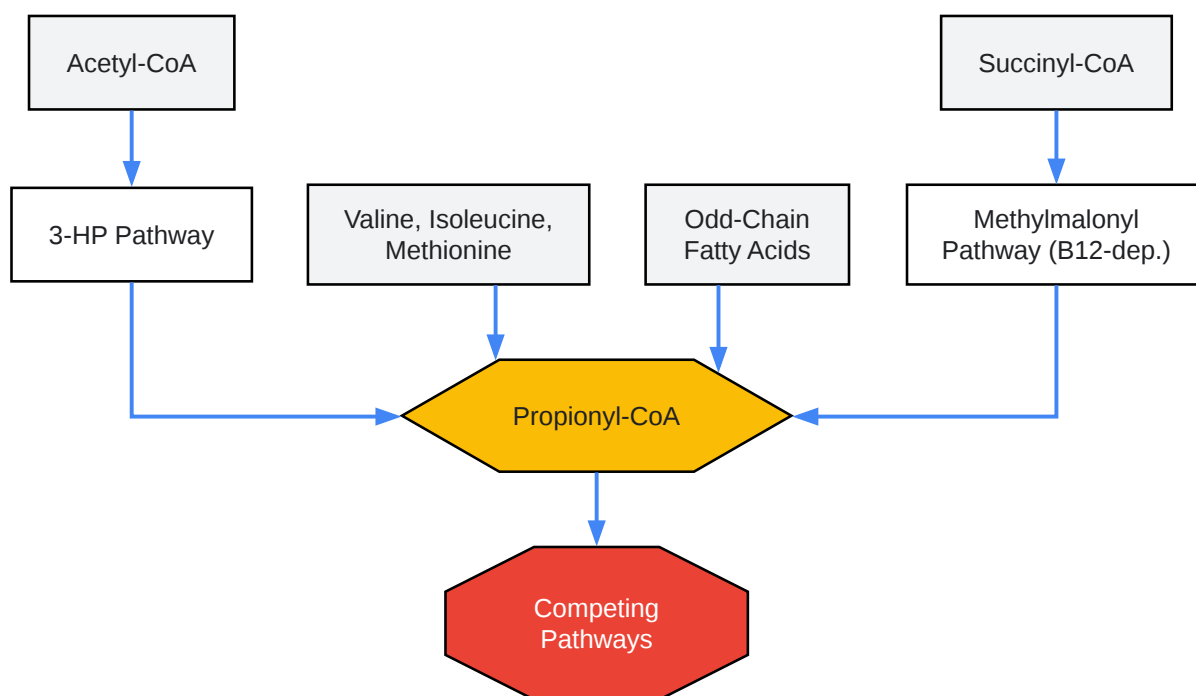 Acetyl-CoA
Succinyl-CoA
3-HP Pathway
Valine, Isoleucine,
Methionine
Odd-Chain
Fatty Acids
Methylmalonyl
Pathway (B12-dep.)
Propionyl-CoA
Competing
Pathways